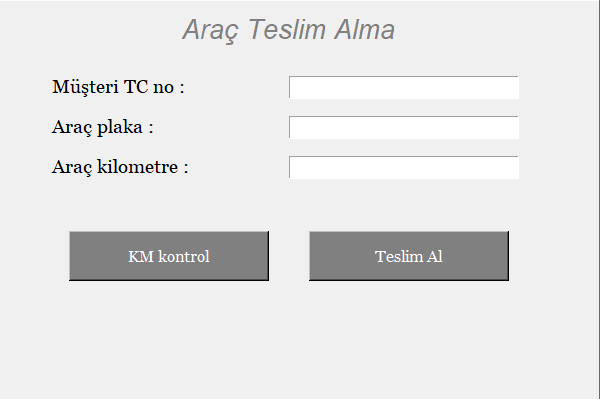 Araç Teslim Alma
Müşteri TC no :
Araç plaka :
Araç kilometre :
KM kontrol
Teslim Al